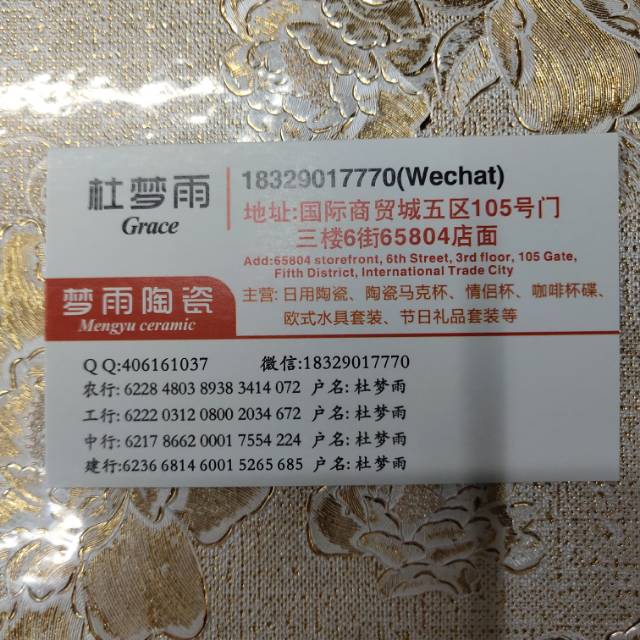 杜梦雨
Grace
18329017770(Wechat)
地址:国际商贸城五区105号门
三楼6街65804店面
Add:65804 storefront, 6th Street, 3rd floor, 105 Gate,
Fifth District, International Trade City
梦雨陶瓷
Mengyu ceramic
主营: 日用陶瓷、陶瓷马克杯、情侣杯、咖啡杯碟、
欧式水具套装、节日礼品套装等
QQ:406161037 微信:18329017770
农行: 6228 4803 8938 3414 072 户名: 杜梦雨
工行: 6222 0312 0800 2034 672 户名: 杜梦雨
中行: 6217 8662 0001 7554 224 户名: 杜梦雨
建行: 6236 6814 6001 5265 685 户名: 杜梦雨